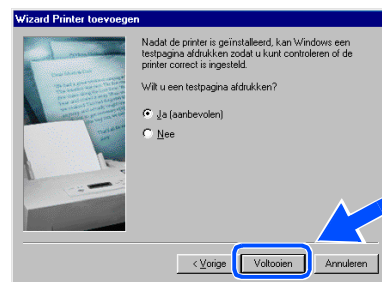 Wizard Printer toevoegen
Nadat de printer is geïnstalleerd, kan Windows een
testpagina afdrukken zodat u kunt controleren of de
printer correct is ingesteld.
Wilt u een testpagina afdrukken?
Ja (aanbevolen)
Nee
< Vorige
Voltooien
Annuleren